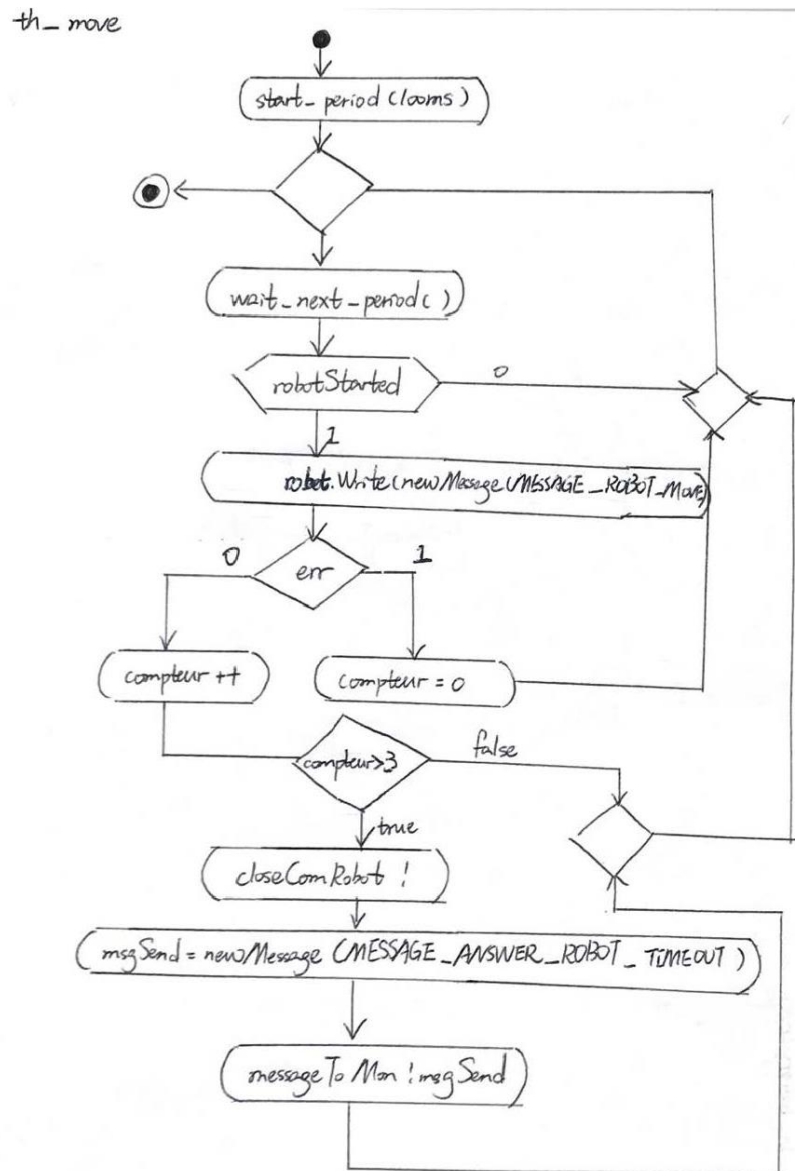 th_move
start_period (100ms)
wait_next_period()
robotStarted
0
1
robot.Write(newMessage(MESSAGE_ROBOT_MOVE)
0
err
1
compteur ++
compteur = 0
compteur>3
false
true
closeComRobot !
msgSend = newMessage (MESSAGE_ANSWER_ROBOT_TIMEOUT)
messageToMon ! msgSend